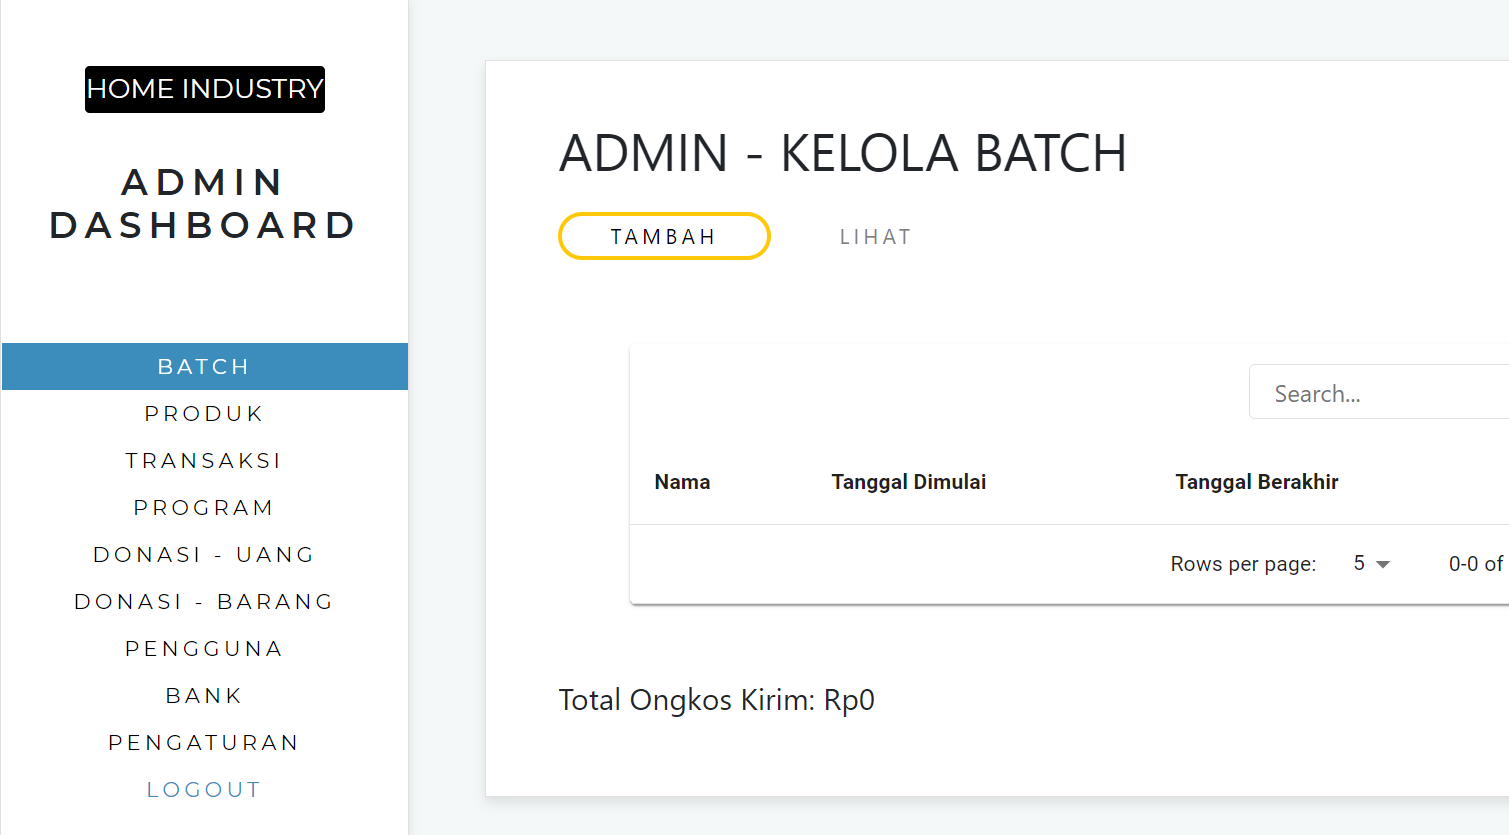 HOME INDUSTRY
ADMIN
DASHBOARD
BATCH
PRODUK
TRANSAKSI
PROGRAM
DONASI - UANG
DONASI - BARANG
PENGGUNA
BANK
PENGATURAN
LOGOUT
ADMIN - KELOLA BATCH
TAMBAH LIHAT
Search...
Nama Tanggal Dimulai Tanggal Berakhir
Rows per page: 5 0-0 of
Total Ongkos Kirim: Rp0